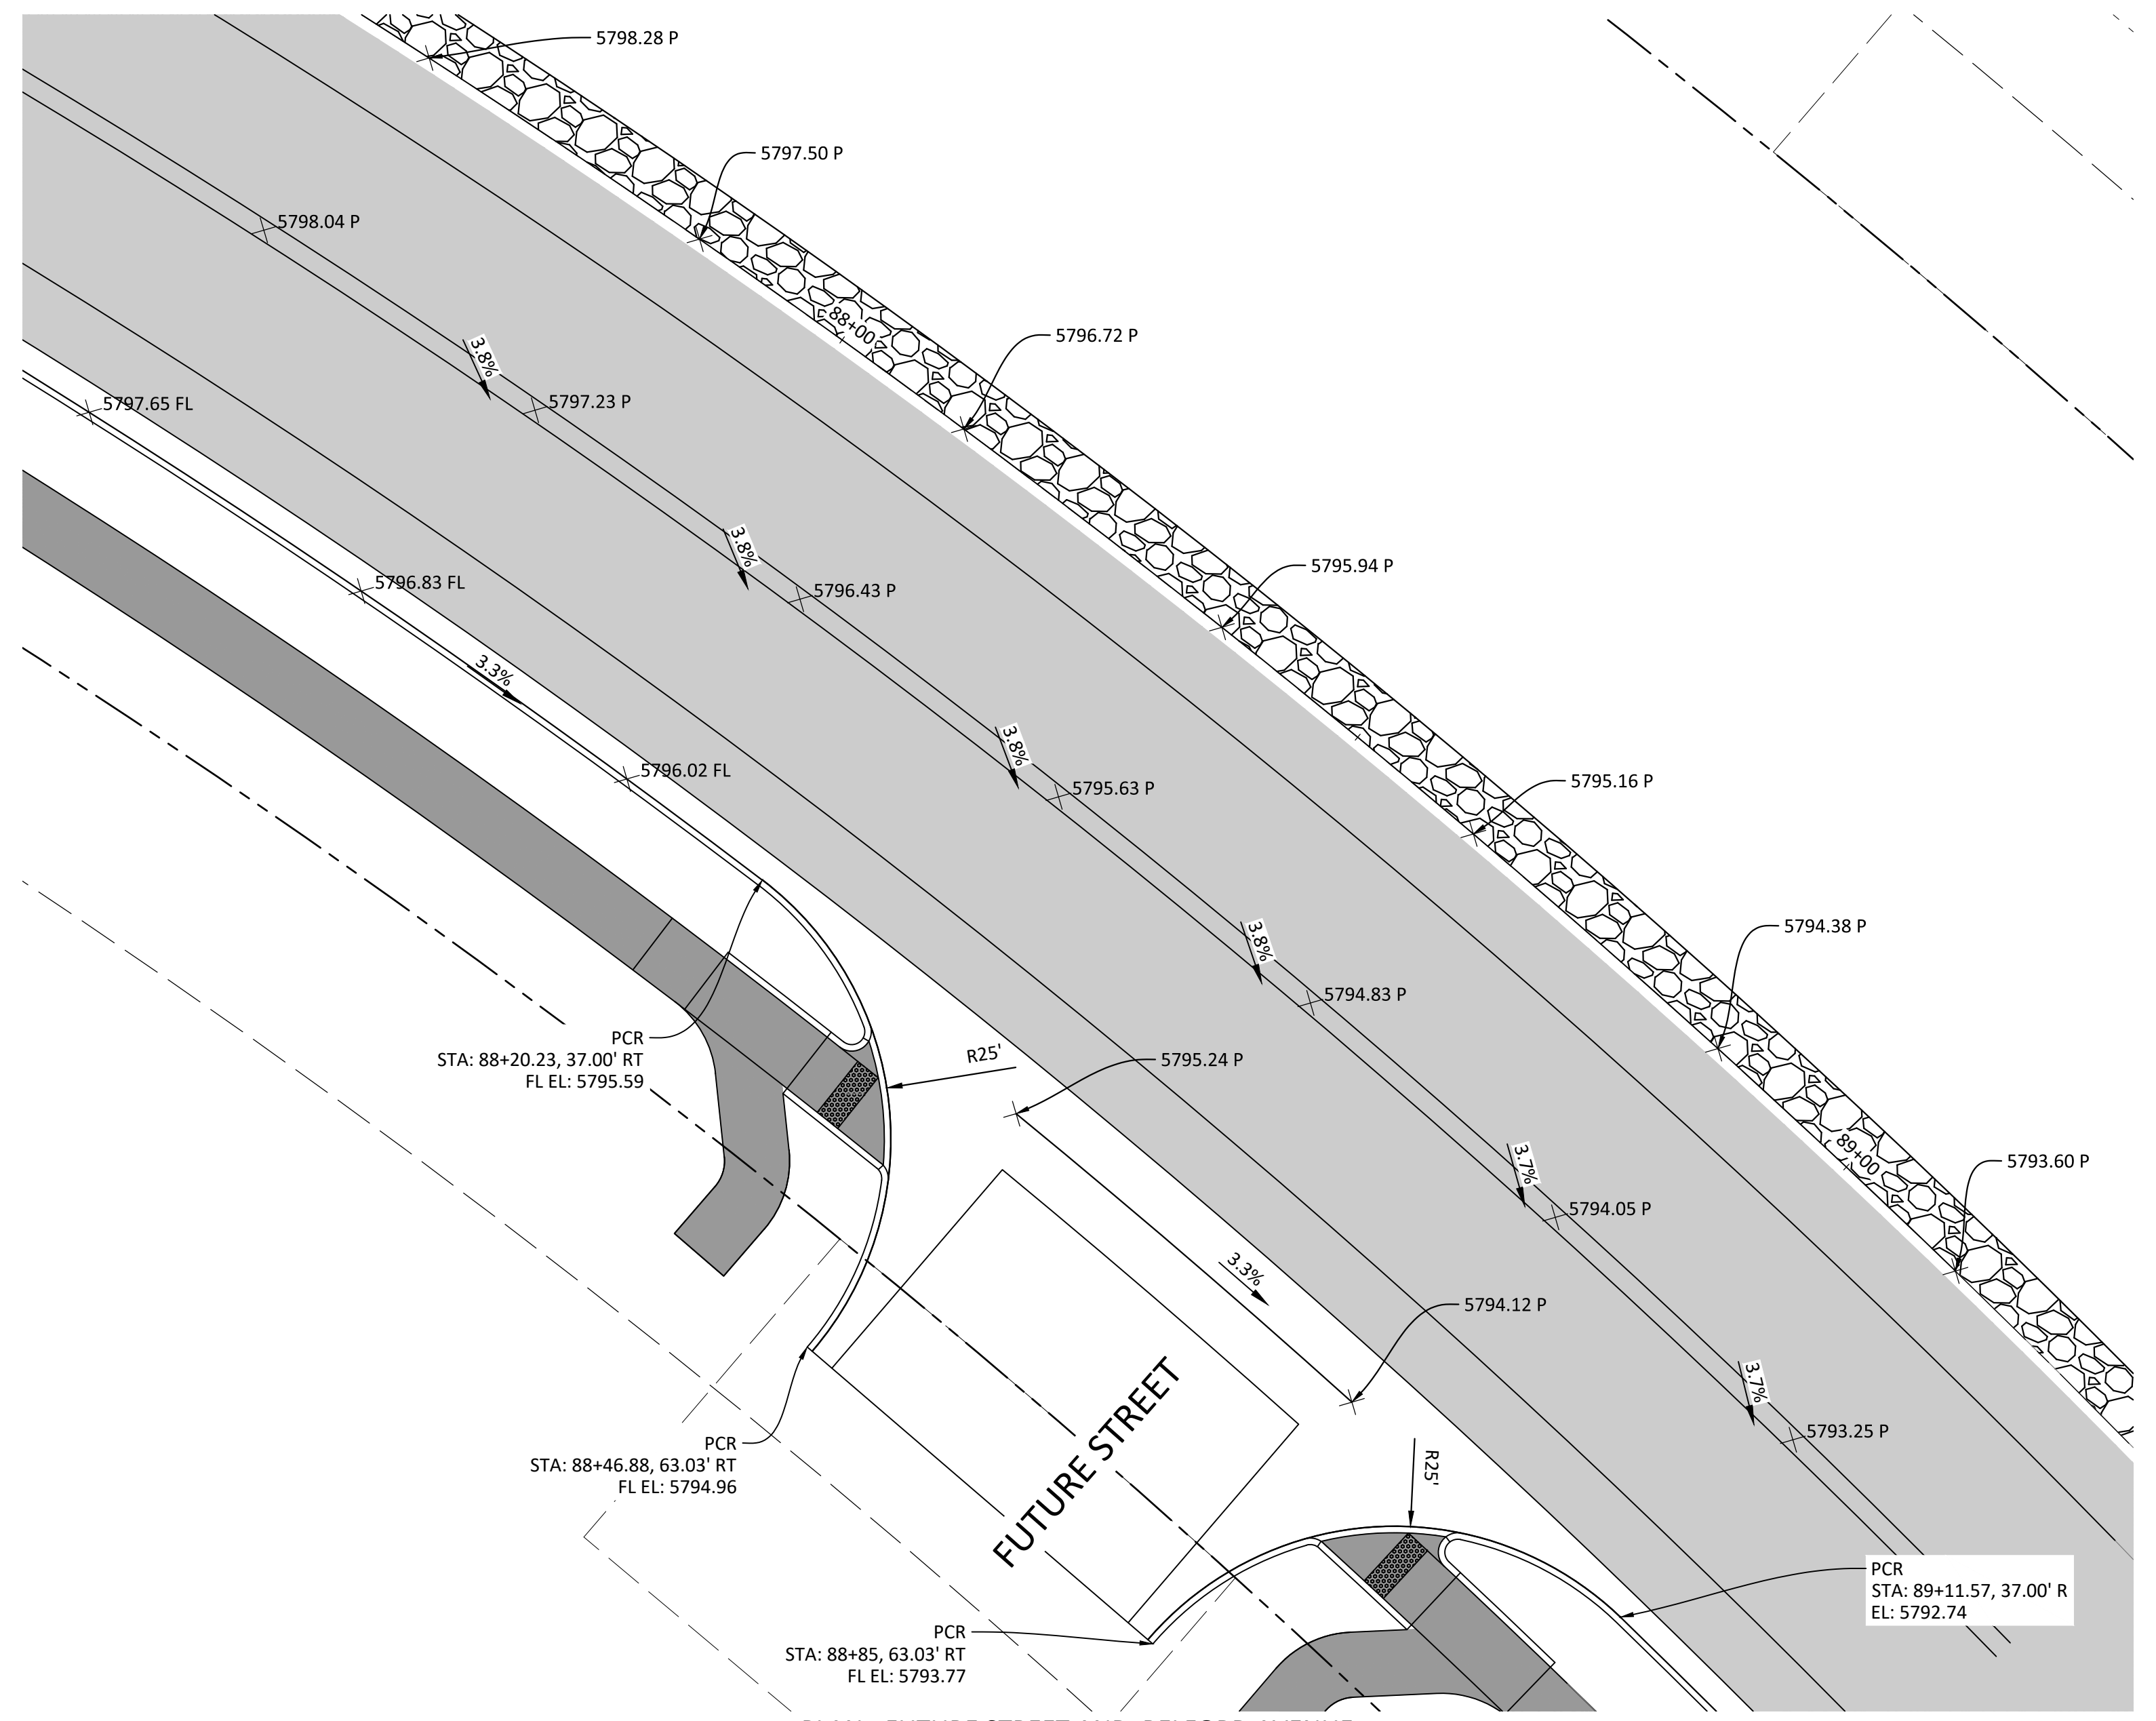 5798.28 P
5797.50 P
5798.04 P
88+00
5796.72 P
3.8%
5797.65 FL
5797.23 P
3.8%
5795.94 P
5796.83 FL
5796.43 P
3.3%
3.8%
5796.02 FL
5795.63 P
5795.16 P
3.8%
5794.38 P
5794.83 P
PCR
STA: 88+20.23, 37.00' RT
FL EL: 5795.59
R25'
5795.24 P
89+00
5793.60 P
3.7%
5794.05 P
3.3%
5794.12 P
3.7%
5793.25 P
PCR
STA: 88+46.88, 63.03' RT
FL EL: 5794.96
FUTURE STREET
R25'
PCR
STA: 89+11.57, 37.00' R
EL: 5792.74
PCR
STA: 88+85, 63.03' RT
FL EL: 5793.77